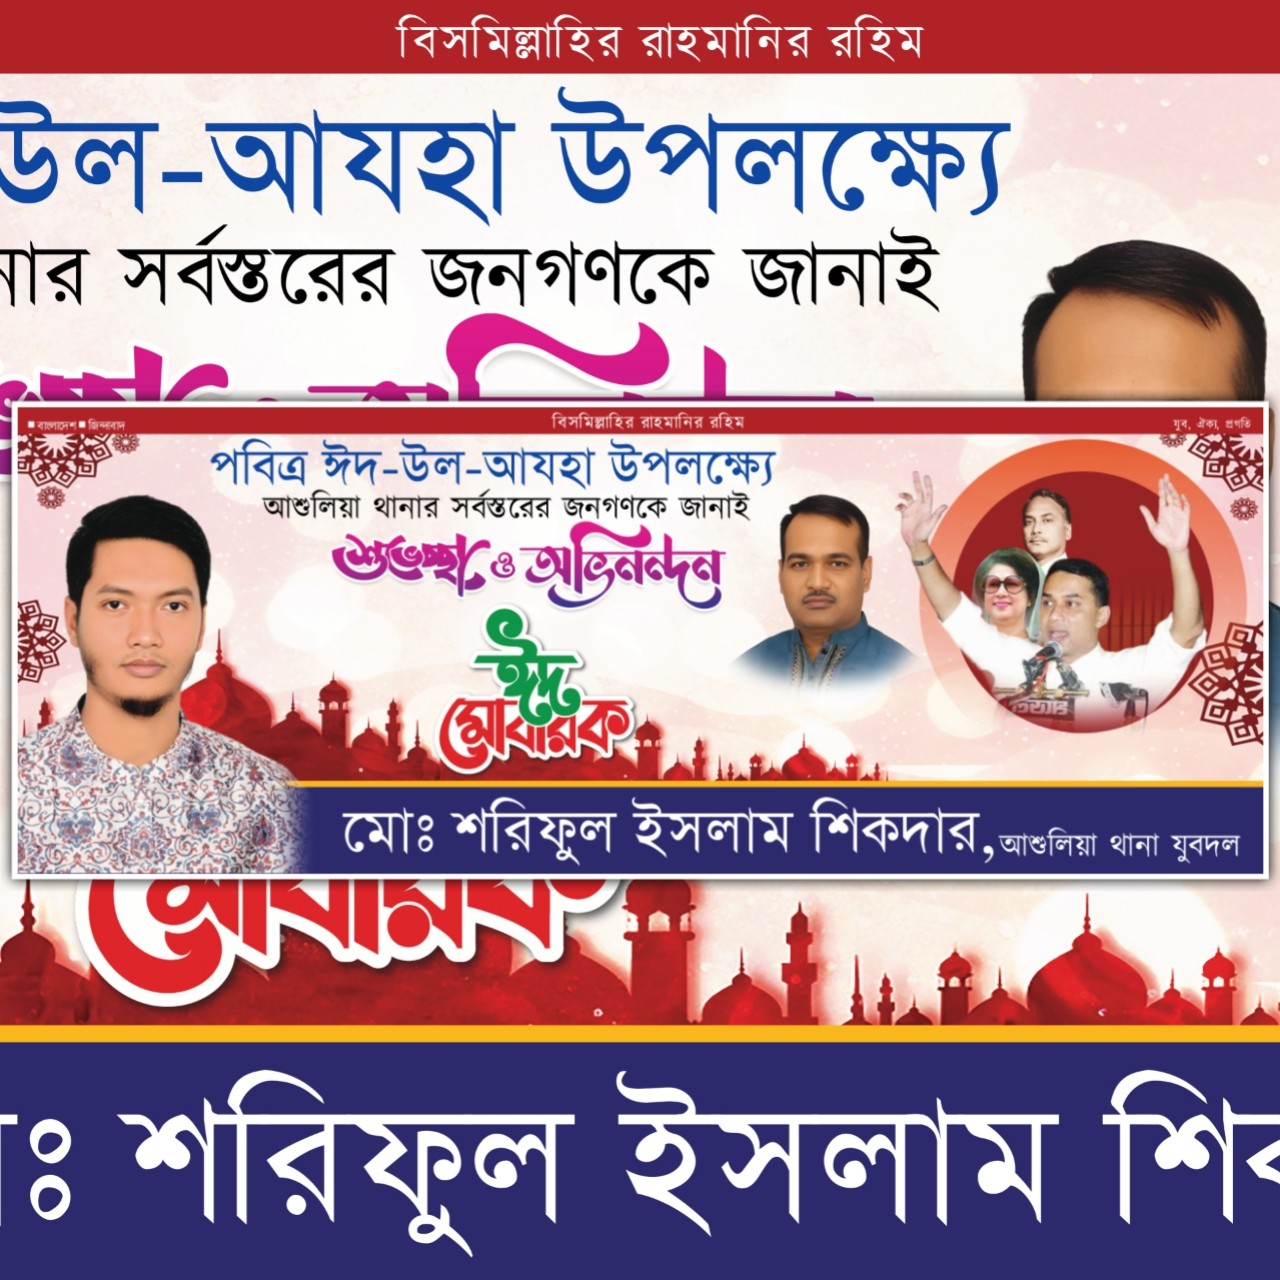 বিসমিল্লাহির রাহমানির রহিম
উল-আযহা উপলক্ষ্যে
নার সর্বস্তরের জনগণকে জানাই
বাংলাদেশ জিন্দাবাদ
বিসমিল্লাহির রাহমানির রহিম
যুব, ঐক্য, প্রগতি
পবিত্র ঈদ-উল-আযহা উপলক্ষ্যে
আশুলিয়া থানার সর্বস্তরের জনগণকে জানাই
শুভেচ্ছা ও অভিনন্দন
ঈদ
মোবারক
মোঃ শরিফুল ইসলাম শিকদার, আশুলিয়া থানা যুবদল
মোবারক
ঃ শরিফুল ইসলাম শিক